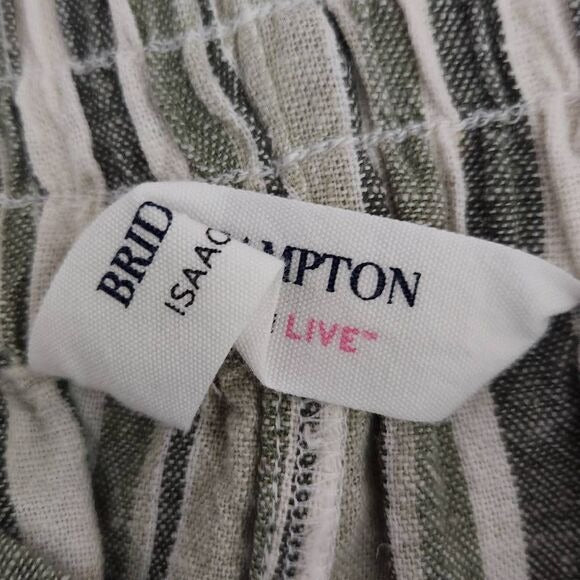 BRID AMPTON
ISAAC LIVE™